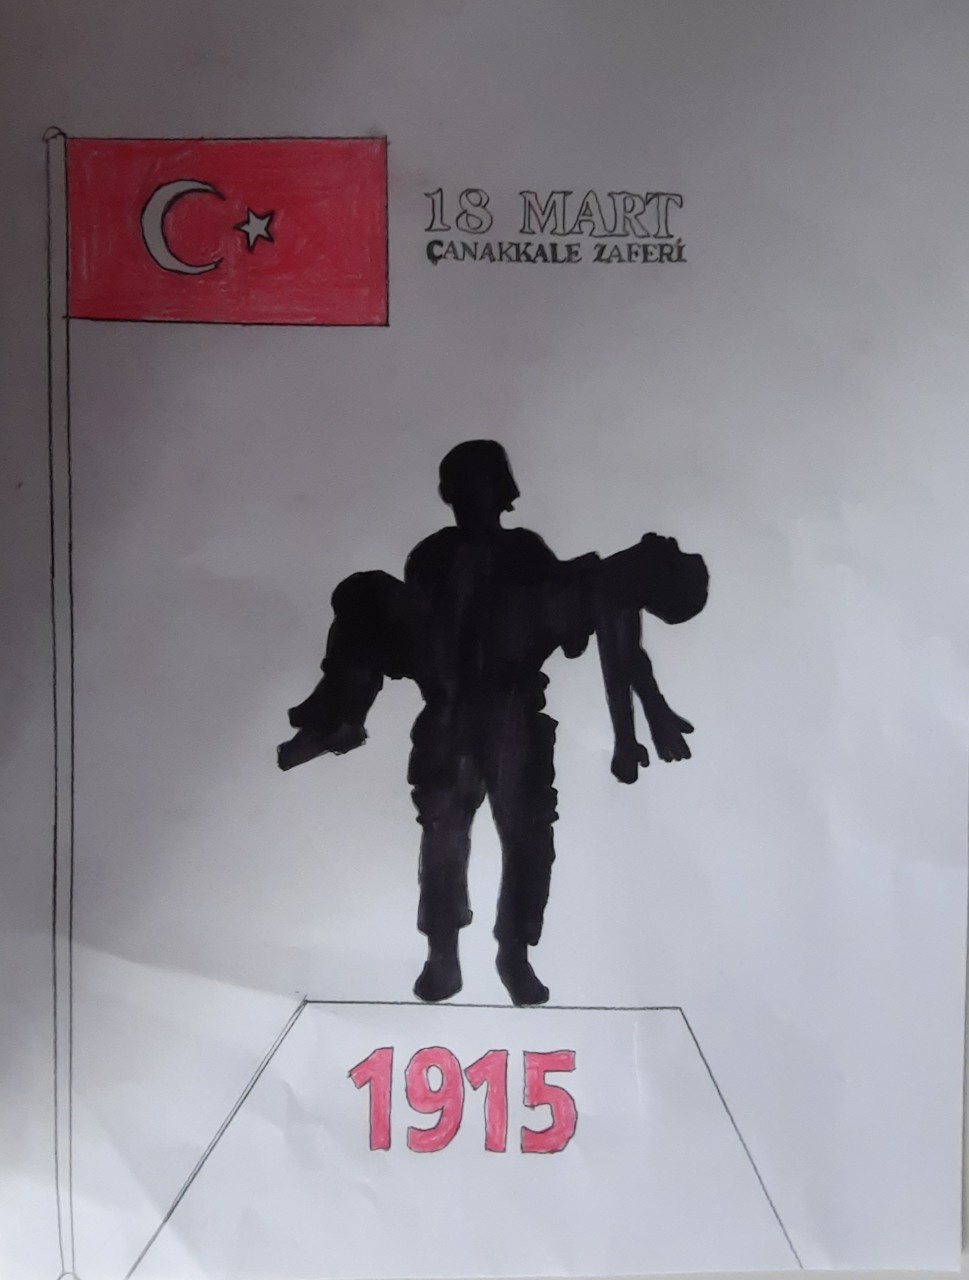 18 MART
ÇANAKKALE ZAFERİ
1915